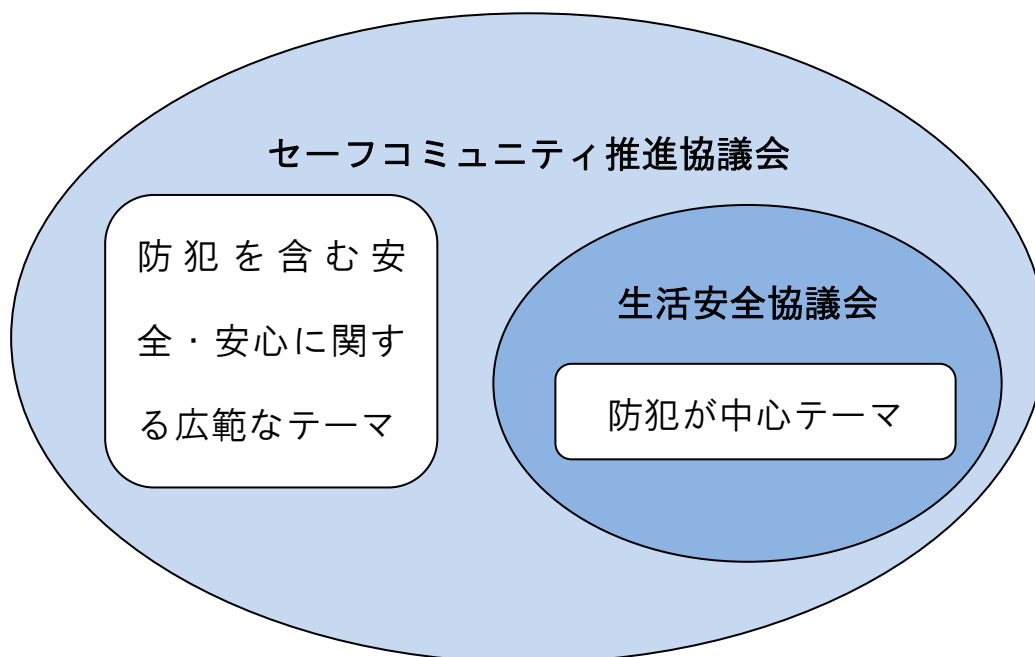 セーフコミュニティ推進協議会
防犯を含む安
全・安心に関す
る広範なテーマ
生活安全協議会
防犯が中心テーマ